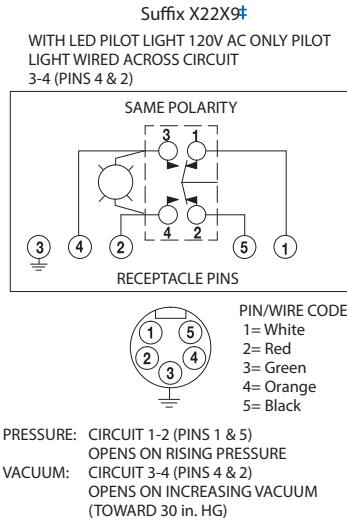 Suffix X22X9‡
WITH LED PILOT LIGHT 120V AC ONLY PILOT
LIGHT WIRED ACROSS CIRCUIT
3-4 (PINS 4 & 2)
SAME POLARITY
3 1
4 2
3 4 2 5 1
RECEPTACLE PINS
1 5
2 4
3
PIN/WIRE CODE
1= White
2= Red
3= Green
4= Orange
5= Black
PRESSURE: CIRCUIT 1-2 (PINS 1 & 5)
OPENS ON RISING PRESSURE
VACUUM: CIRCUIT 3-4 (PINS 4 & 2)
OPENS ON INCREASING VACUUM
(TOWARD 30 in. HG)